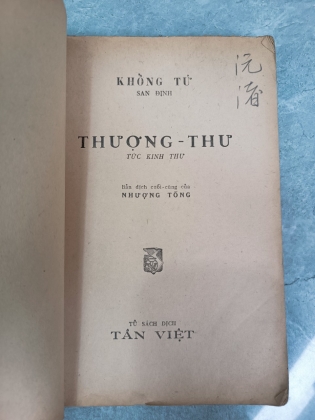 KHỔNG TỬ
SAN ĐỊNH
THƯỢNG-THƯ
TỨC KINH THƯ
Bản dịch cuối-cùng của
NHƯỢNG TỐNG
TỦ SÁCH DỊCH
TÂN VIỆT